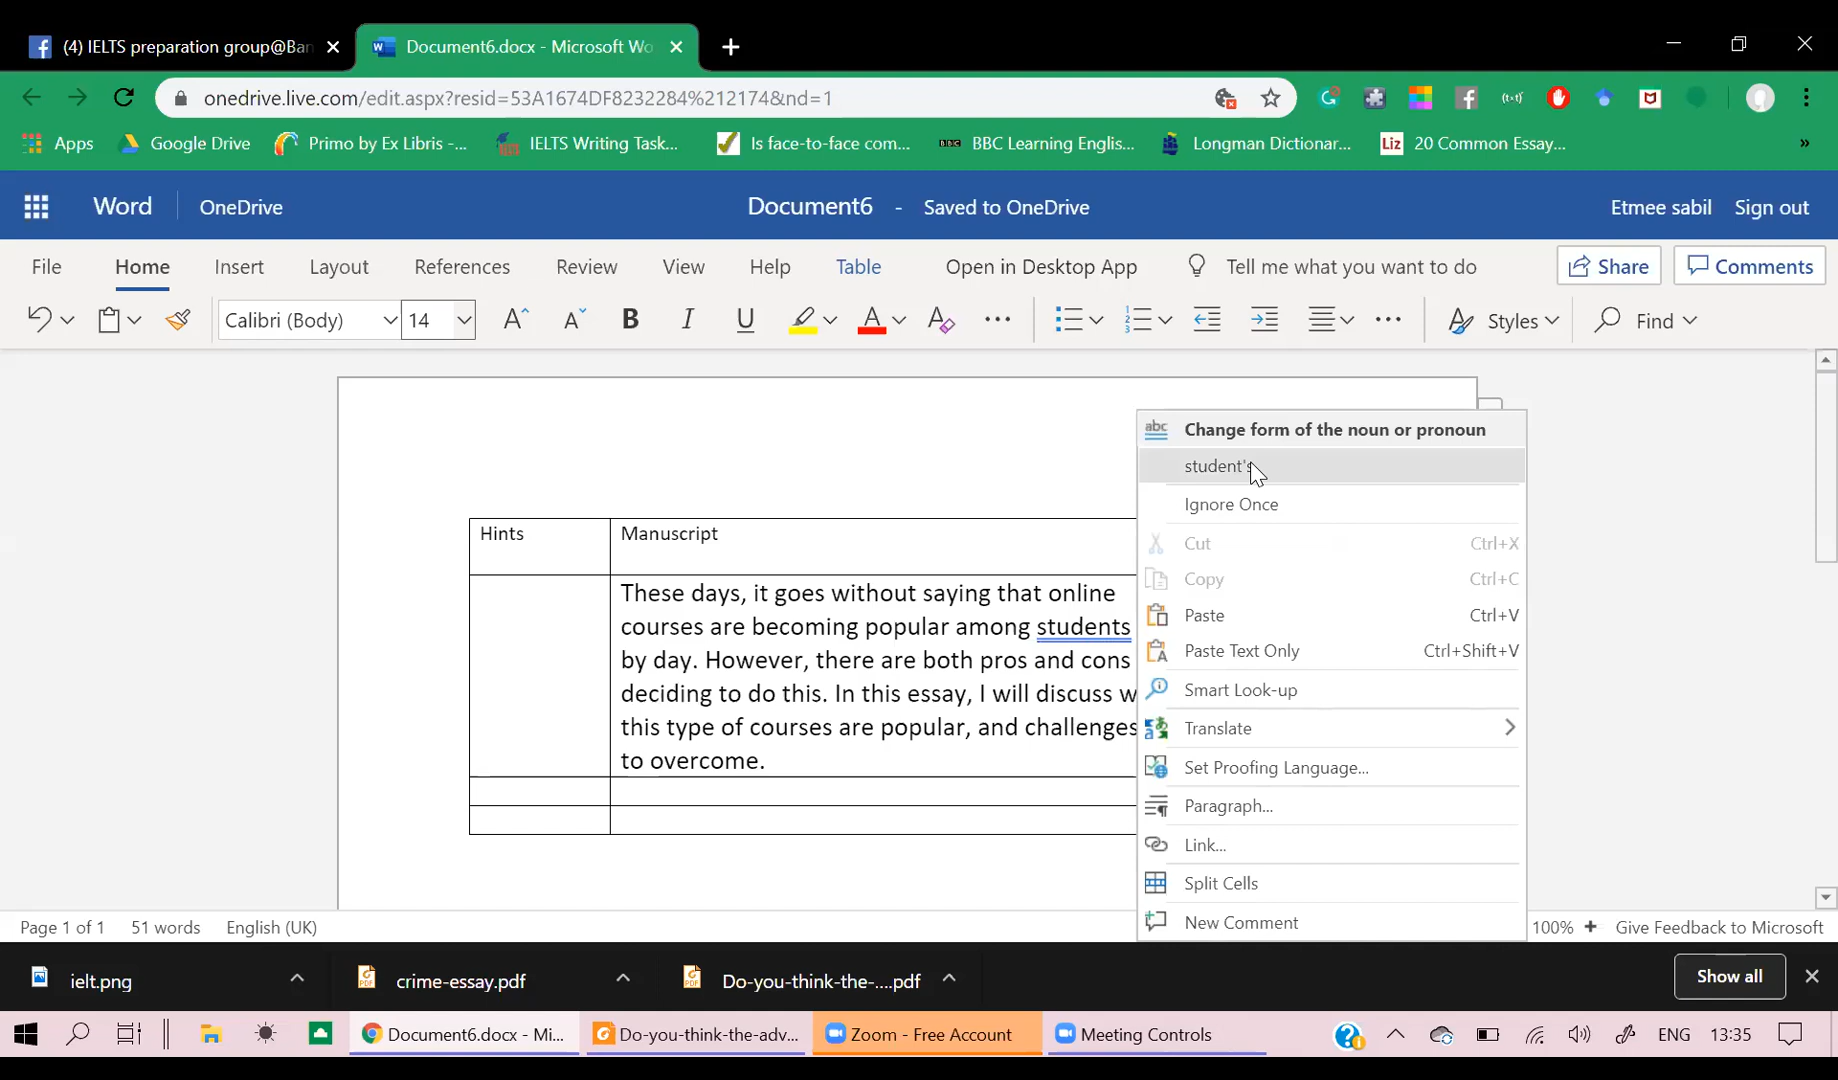 (4) IELTS preparation group@Ban
Document6.docx - Microsoft Wo
onedrive.live.com/edit.aspx?resid=53A1674DF8232284%212174&nd=1
Apps
Google Drive
Primo by Ex Libris -...
IELTS Writing Task...
Is face-to-face com...
BBC Learning Englis...
Longman Dictionar...
Liz 20 Common Essay...
Word
OneDrive
Document6 - Saved to OneDrive
Etmee sabil
Sign out
File Home Insert Layout References Review View Help Table Open in Desktop App Tell me what you want to do
Share
Comments
Calibri (Body) 14
Styles
Find
Change form of the noun or pronoun
student's
Ignore Once
Cut Ctrl+X
Copy Ctrl+C
Paste Ctrl+V
Paste Text Only Ctrl+Shift+V
Smart Look-up
Translate
Set Proofing Language...
Paragraph...
Link...
Split Cells
New Comment
Hints Manuscript
These days, it goes without saying that online
courses are becoming popular among students
by day. However, there are both pros and cons
deciding to do this. In this essay, I will discuss w
this type of courses are popular, and challenges
to overcome.
Page 1 of 1 51 words English (UK)
100% + Give Feedback to Microsoft
ielt.png
crime-essay.pdf
Do-you-think-the-....pdf
Show all
Document6.docx - Mi...
Do-you-think-the-adv...
Zoom - Free Account
Meeting Controls
ENG 13:35